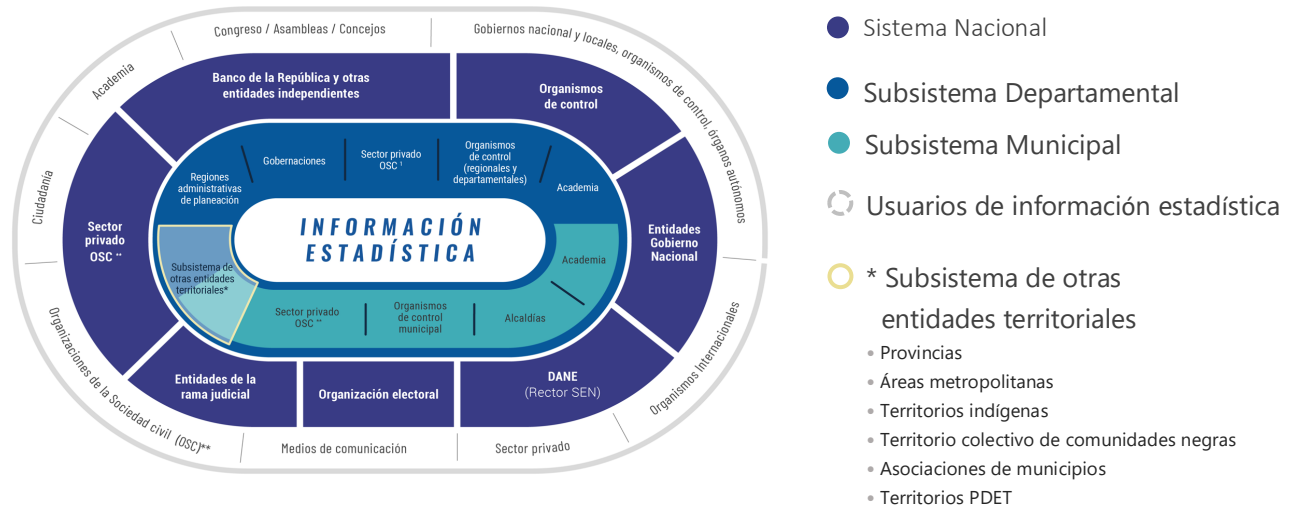 Congreso / Asambleas / Concejos
Gobiernos nacional y locales, organismos de control, órganos autónomos
Academia
Ciudadanía
Organizaciones de la Sociedad civil (OSC)**
Medios de comunicación
Sector privado
Organismos Internacionales
Banco de la República y otras
entidades independientes
Organismos
de control
Sector
privado
OSC **
Entidades
Gobierno
Nacional
Entidades de la
rama judicial
Organización electoral
DANE
(Rector SEN)
Regiones
administrativas
de planeación
Gobernaciones
Sector privado
OSC ¹
Organismos
de control
(regionales y
departamentales)
Academia
INFORMACIÓN
ESTADÍSTICA
Subsistema de
otras entidades
territoriales*
Sector privado
OSC **
Organismos
de control
municipal
Alcaldías
Academia
Sistema Nacional
Subsistema Departamental
Subsistema Municipal
Usuarios de información estadística
* Subsistema de otras
entidades territoriales
• Provincias
• Áreas metropolitanas
• Territorios indígenas
• Territorio colectivo de comunidades negras
• Asociaciones de municipios
• Territorios PDET